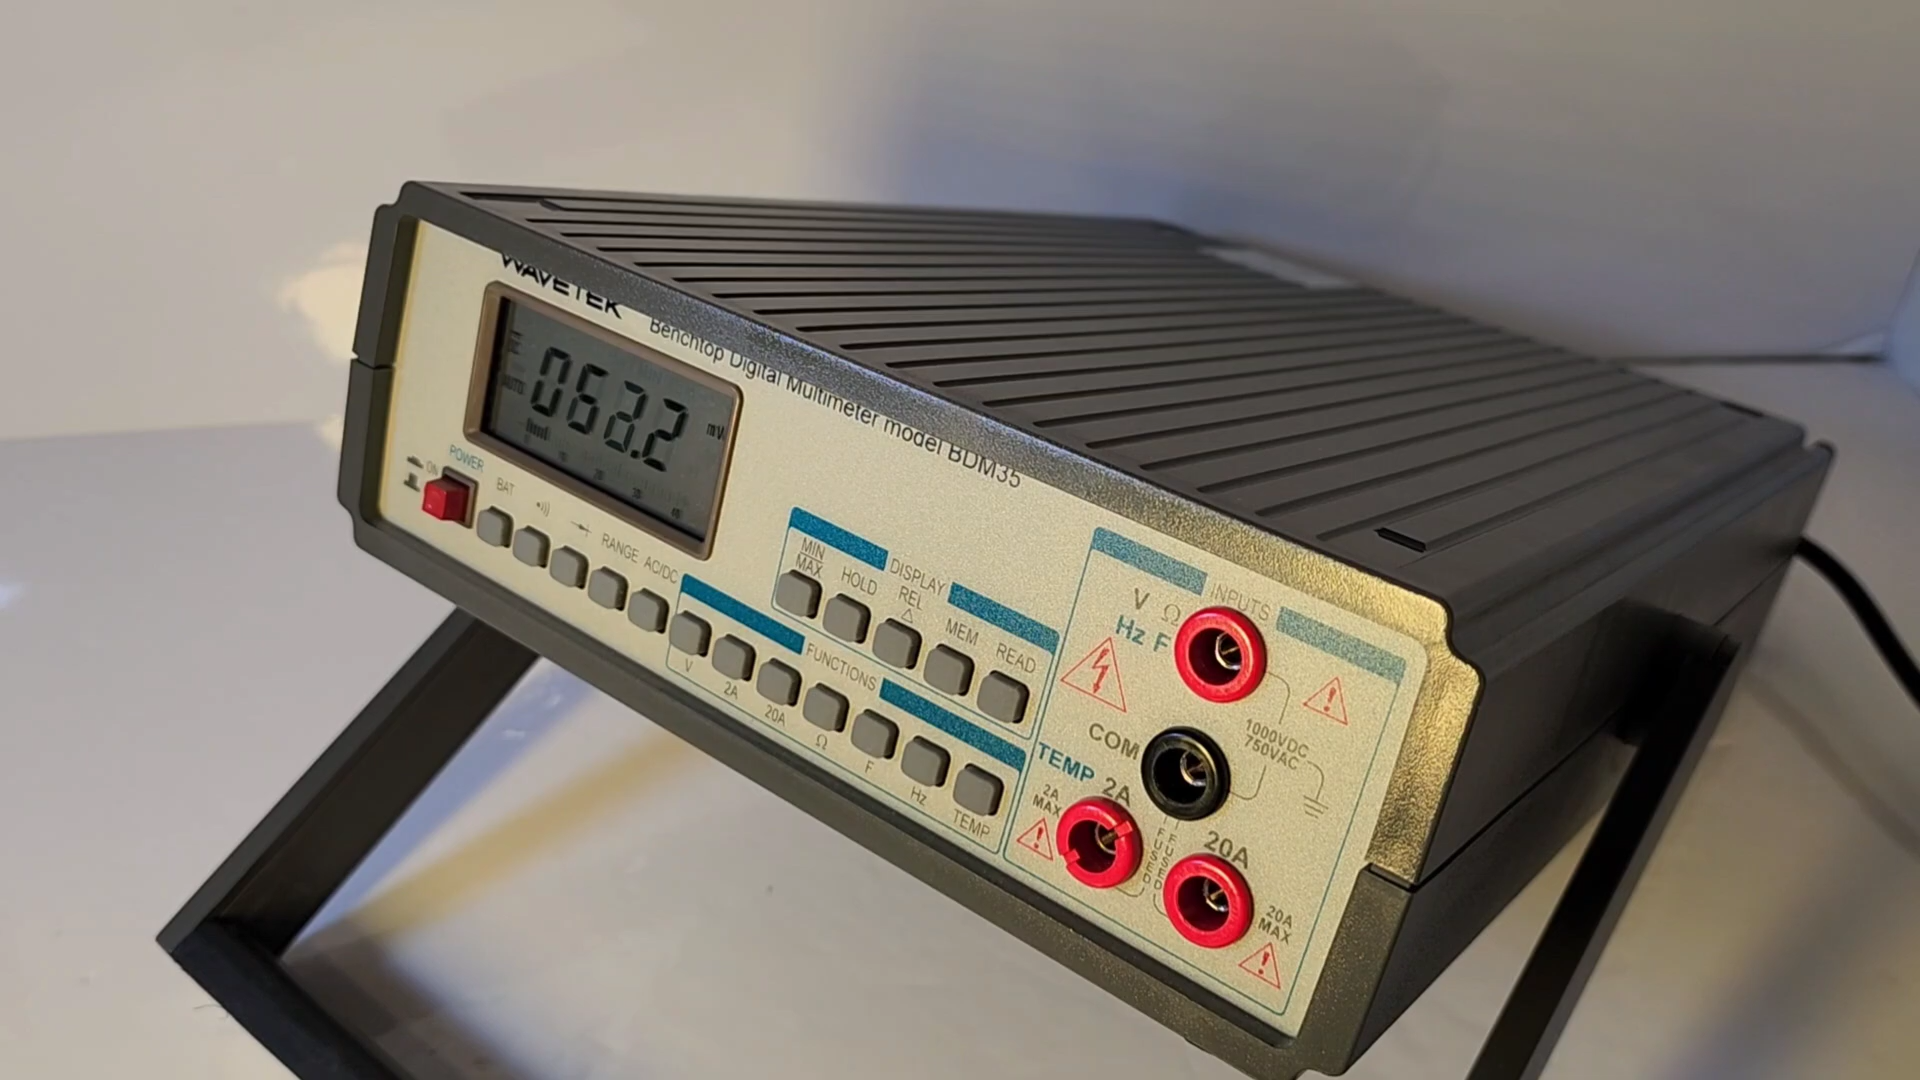 WAVETEK
Benchtop Digital Multimeter model BDM35
AUTO
mV
POWER
ON
BAT
RANGE
AC/DC
MIN
MAX
HOLD
DISPLAY
REL
△
MEM
READ
FUNCTIONS
V
2A
20A
Ω
F
Hz
TEMP
INPUTS
V Ω
Hz F
1000VDC
750VAC
COM
TEMP
2A
2A
MAX
FUSED
FUSED
20A
20A
MAX